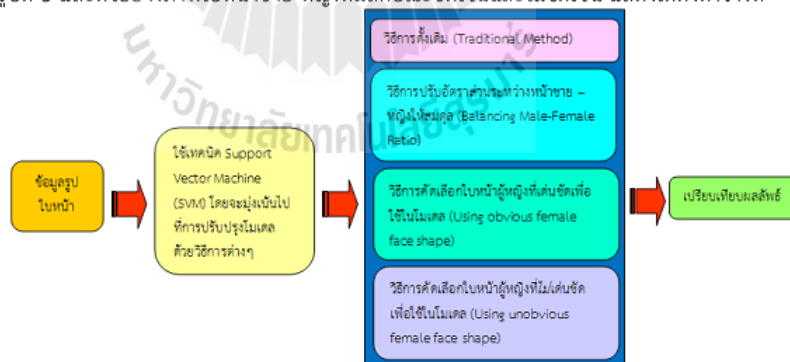 วิธีการดั้งเดิม (Traditional Method)
วิธีการปรับอัตราส่วนระหว่างหน้าชาย –
หญิงให้สมดุล (Balancing Male-Female
Ratio)
ข้อมูลรูป
ใบหน้า
ใช้เทคนิค Support
Vector Machine
(SVM) โดยจะมุ่งเน้นไป
ที่การปรับปรุงโมเดล
ด้วยวิธีการต่างๆ
วิธีการคัดเลือกใบหน้าผู้หญิงที่เด่นชัดเพื่อ
ใช้ในโมเดล (Using obvious female
face shape)
เปรียบเทียบผลลัพธ์
วิธีการคัดเลือกใบหน้าผู้หญิงที่ไม่เด่นชัด
เพื่อใช้ในโมเดล (Using unobvious
female face shape)